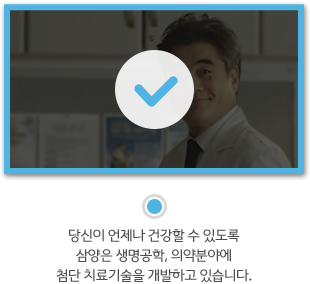 당신이 언제나 건강할 수 있도록
삼양은 생명공학, 의약분야에
첨단 치료기술을 개발하고 있습니다.